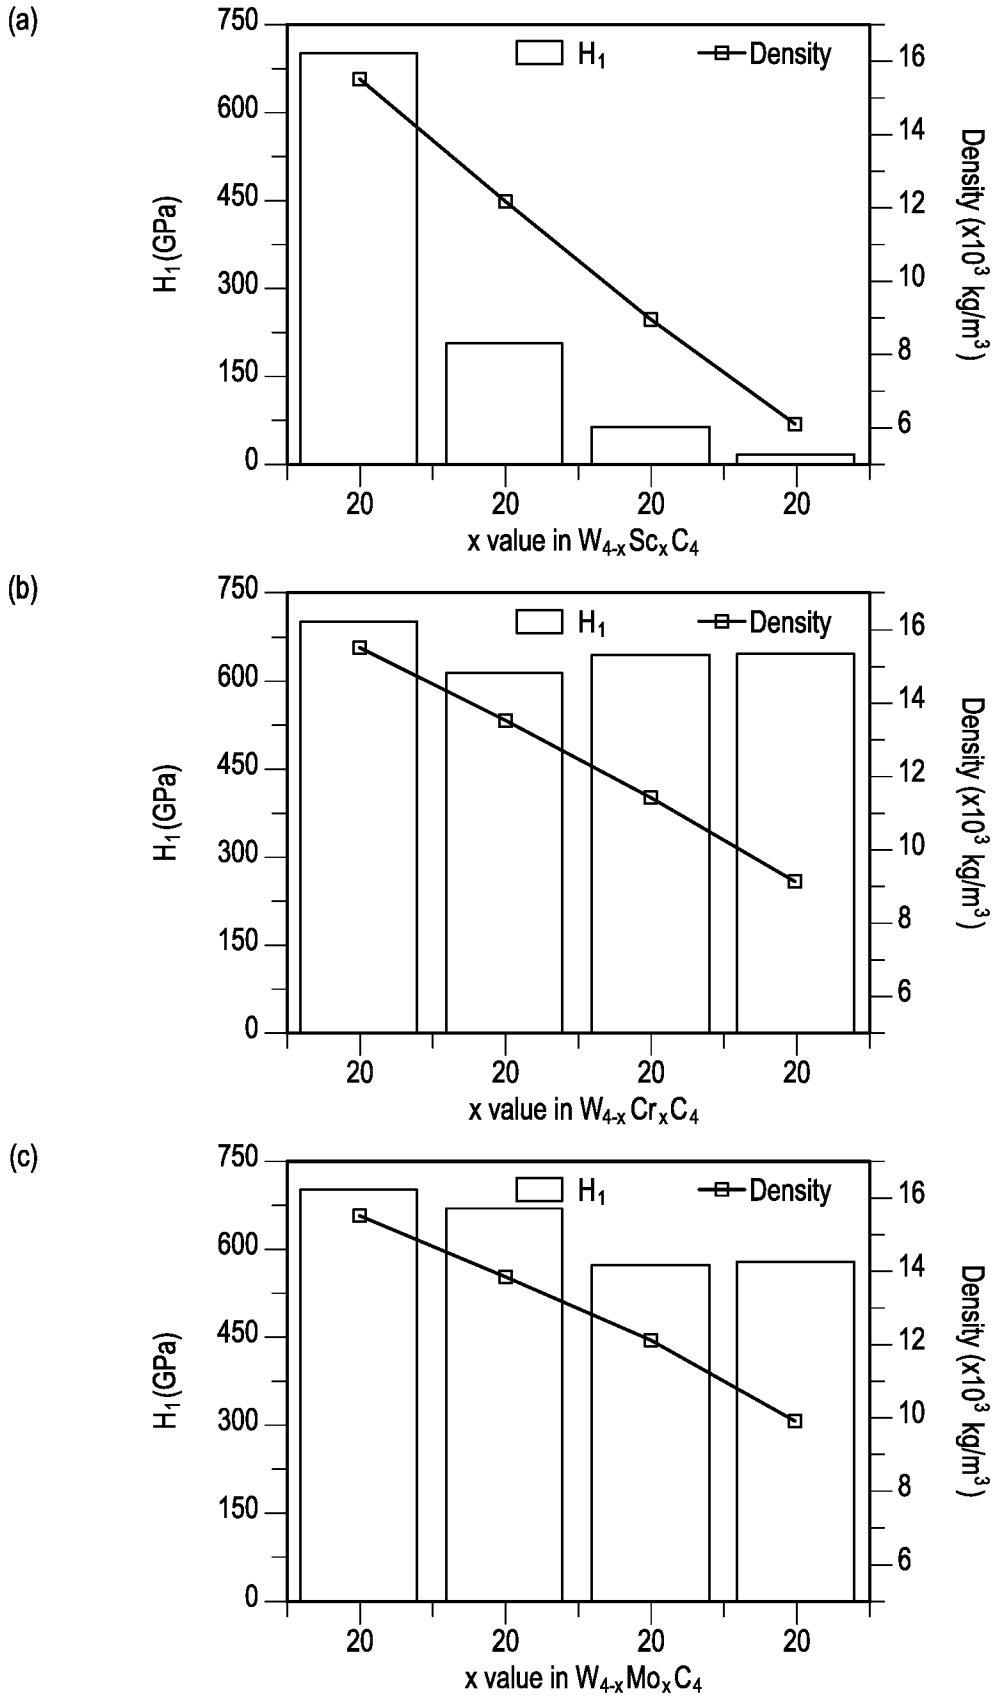 (a)
H1 Density
750
600
450
300
150
0
H1 (GPa)
16
14
12
10
8
6
Density (x10³ kg/m³)
20 20 20 20
x value in W4-xScxC4
(b)
H1 Density
750
600
450
300
150
0
H1 (GPa)
16
14
12
10
8
6
Density (x10³ kg/m³)
20 20 20 20
x value in W4-xCrxC4
(c)
H1 Density
750
600
450
300
150
0
H1 (GPa)
16
14
12
10
8
6
Density (x10³ kg/m³)
20 20 20 20
x value in W4-xMoxC4